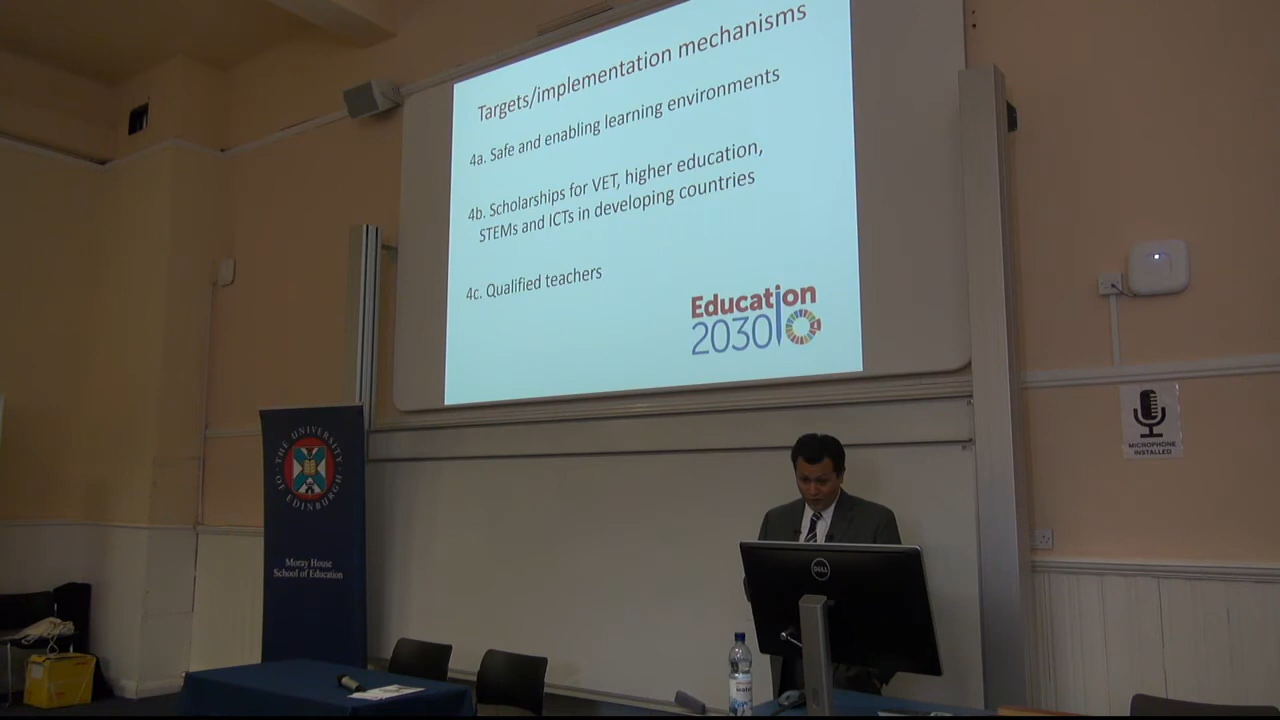 Targets/implementation mechanisms
4a. Safe and enabling learning environments
4b. Scholarships for VET, higher education,
STEMs and ICTs in developing countries
4c. Qualified teachers
Education
2030
THE UNIVERSITY OF EDINBURGH
Moray House
School of Education
MICROPHONE
INSTALLED
DELL